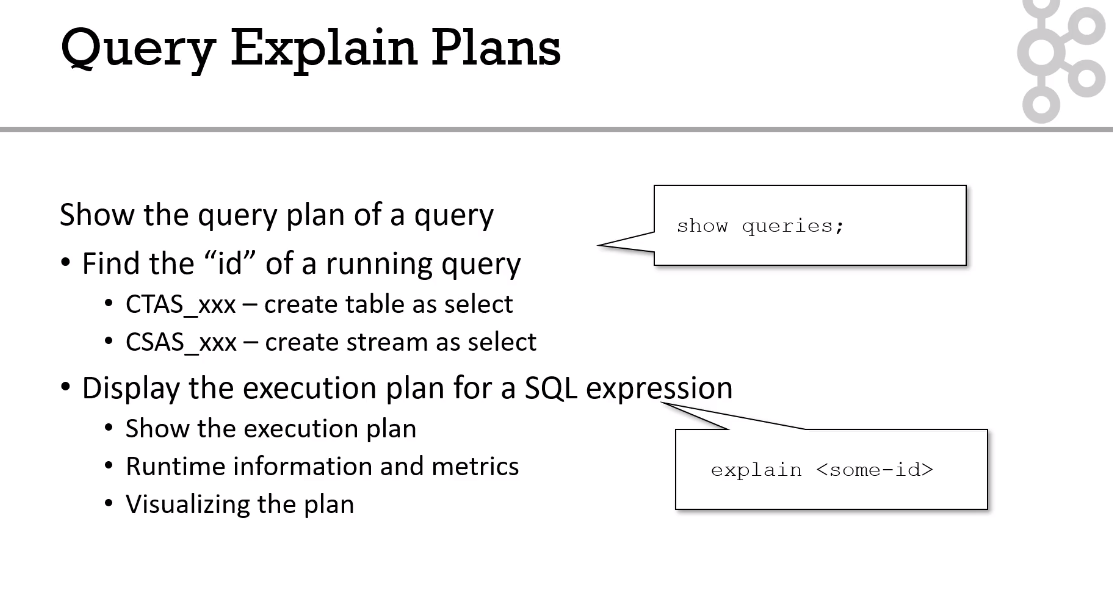 Query Explain Plans
Show the query plan of a query
• Find the “id” of a running query
• CTAS_xxx – create table as select
• CSAS_xxx – create stream as select
show queries;
• Display the execution plan for a SQL expression
• Show the execution plan
• Runtime information and metrics
• Visualizing the plan
explain <some-id>